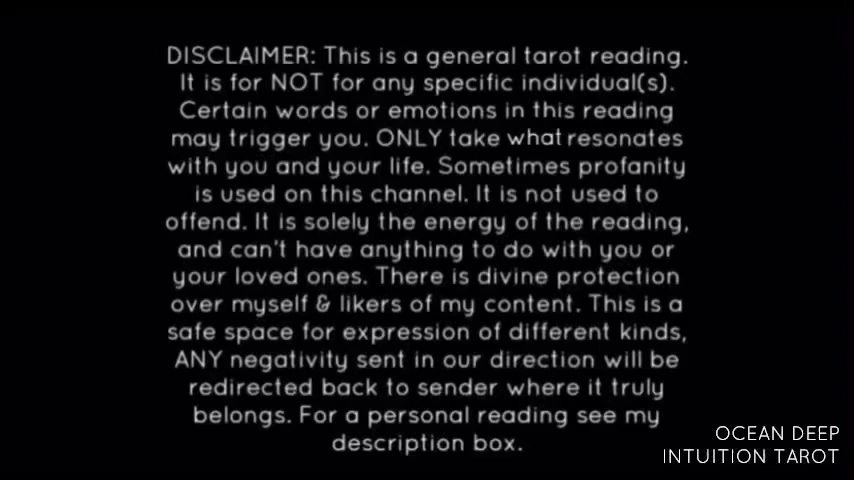 DISCLAIMER: This is a general tarot reading.
It is for NOT for any specific individual(s).
Certain words or emotions in this reading
may trigger you. ONLY take what resonates
with you and your life. Sometimes profanity
is used on this channel. It is not used to
offend. It is solely the energy of the reading,
and can't have anything to do with you or
your loved ones. There is divine protection
over myself & likers of my content. This is a
safe space for expression of different kinds,
ANY negativity sent in our direction will be
redirected back to sender where it truly
belongs. For a personal reading see my
description box.
OCEAN DEEP
INTUITION TAROT